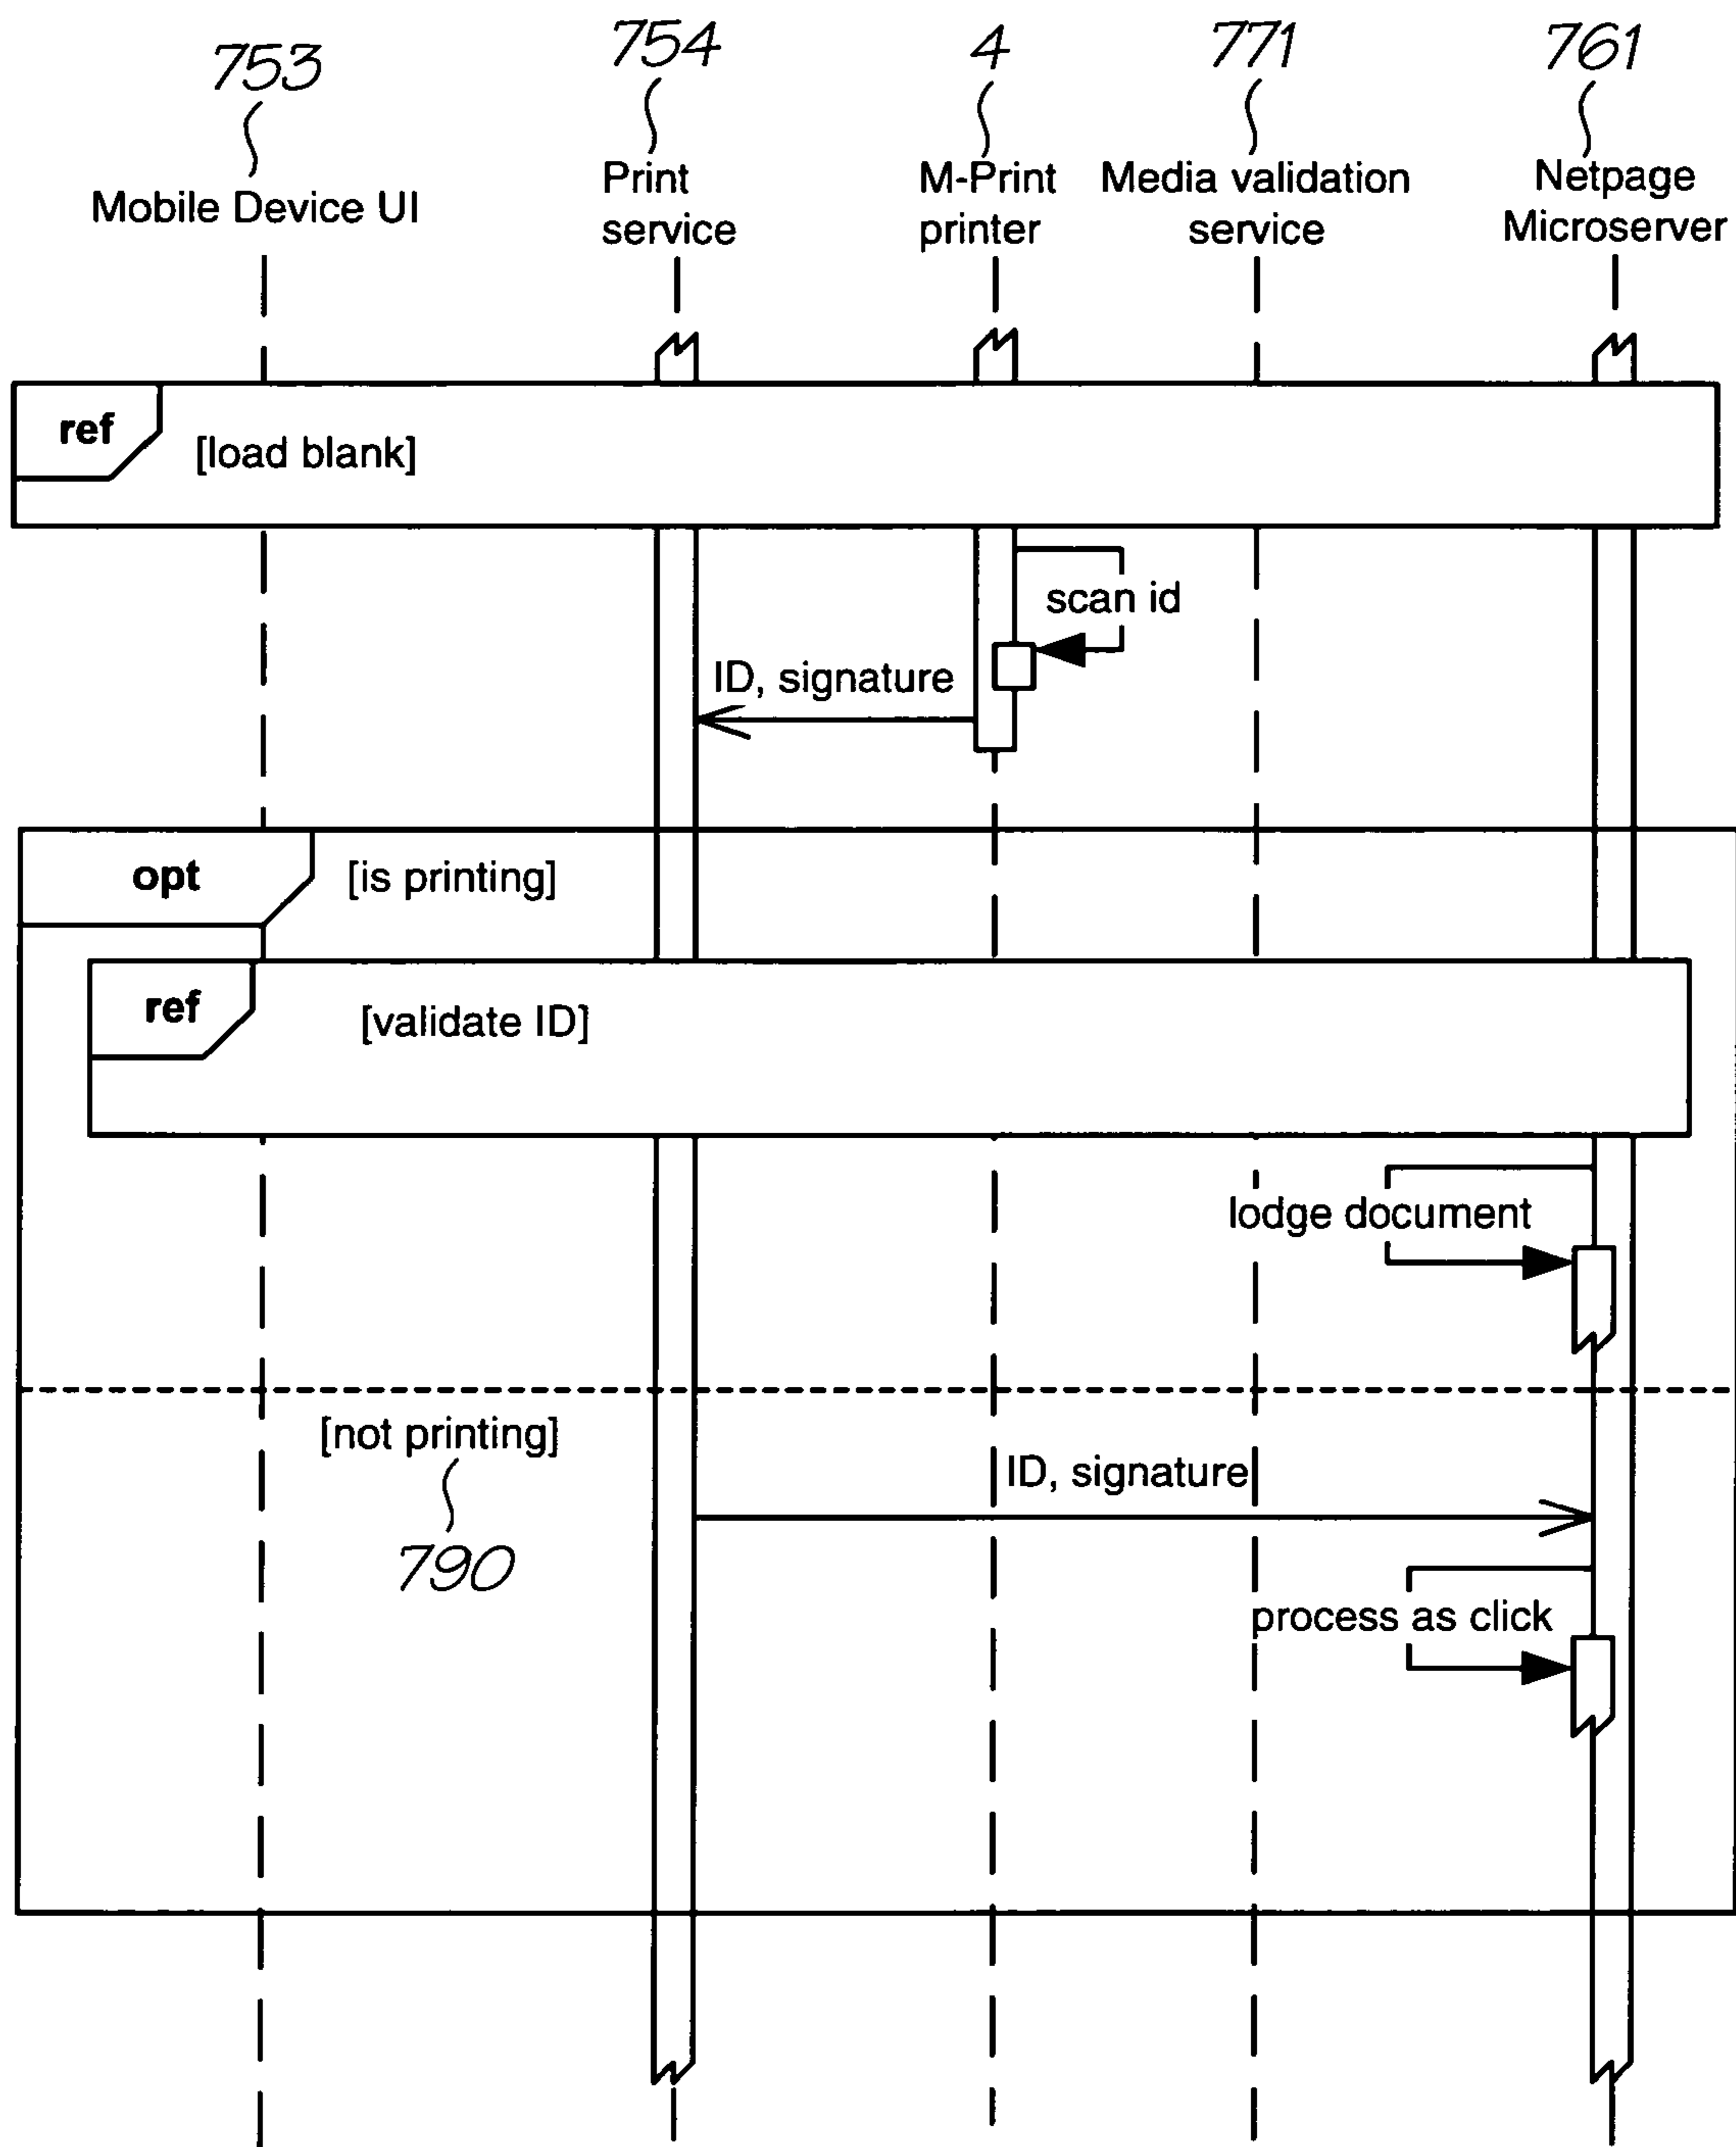 753
754
4
771
761
Mobile Device UI
Print
service
M-Print
printer
Media validation
service
Netpage
Microserver
ref
[load blank]
scan id
ID, signature
opt
[is printing]
ref
[validate ID]
lodge document
[not printing]
790
ID, signature
process as click